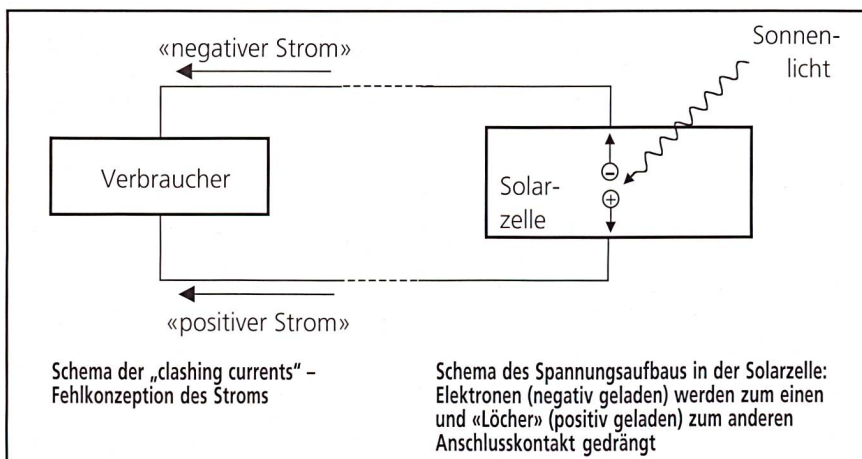 «negativer Strom»
Sonnen-
licht
Verbraucher
Solar-
zelle
−
+
«positiver Strom»
Schema der „clashing currents“ –
Fehlkonzeption des Stroms
Schema des Spannungsaufbaus in der Solarzelle:
Elektronen (negativ geladen) werden zum einen
und «Löcher» (positiv geladen) zum anderen
Anschlusskontakt gedrängt